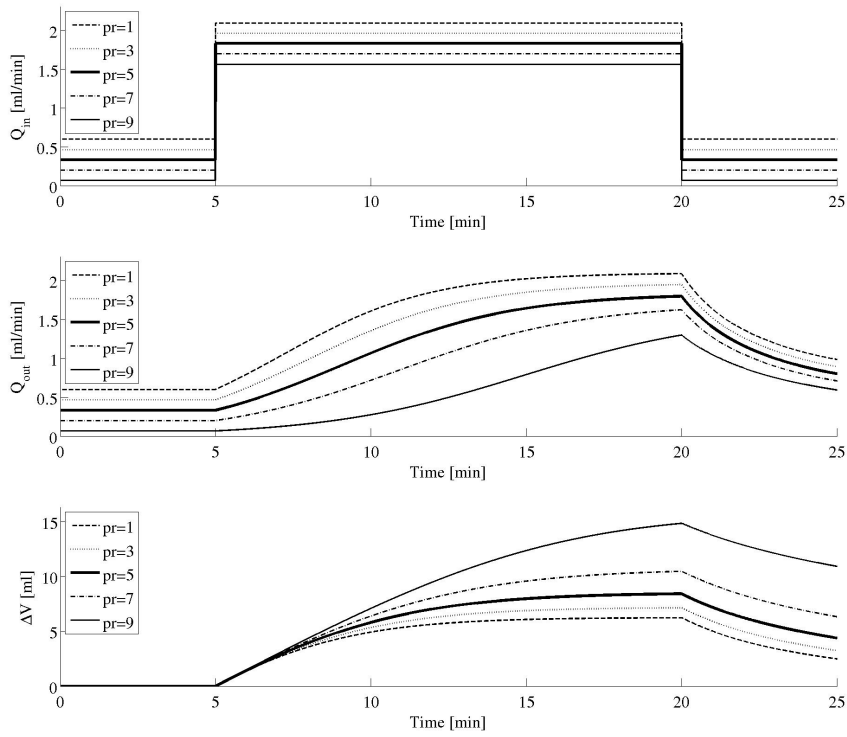 Q_in [ml/min]
2
1.5
1
0.5
0
pr=1
pr=3
pr=5
pr=7
pr=9
0 5 10 15 20 25
Time [min]
Q_out [ml/min]
2
1.5
1
0.5
0
pr=1
pr=3
pr=5
pr=7
pr=9
0 5 10 15 20 25
Time [min]
ΔV [ml]
15
10
5
0
pr=1
pr=3
pr=5
pr=7
pr=9
0 5 10 15 20 25
Time [min]